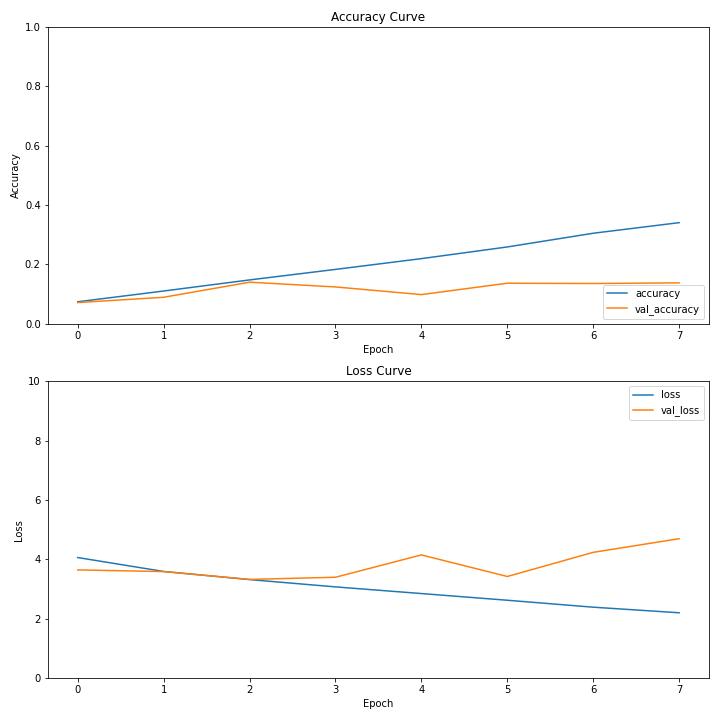 Accuracy Curve
1.0
0.8
0.6
0.4
0.2
0.0
Accuracy
accuracy
val_accuracy
0 1 2 3 4 5 6 7
Epoch
Loss Curve
10
8
6
4
2
0
Loss
loss
val_loss
0 1 2 3 4 5 6 7
Epoch